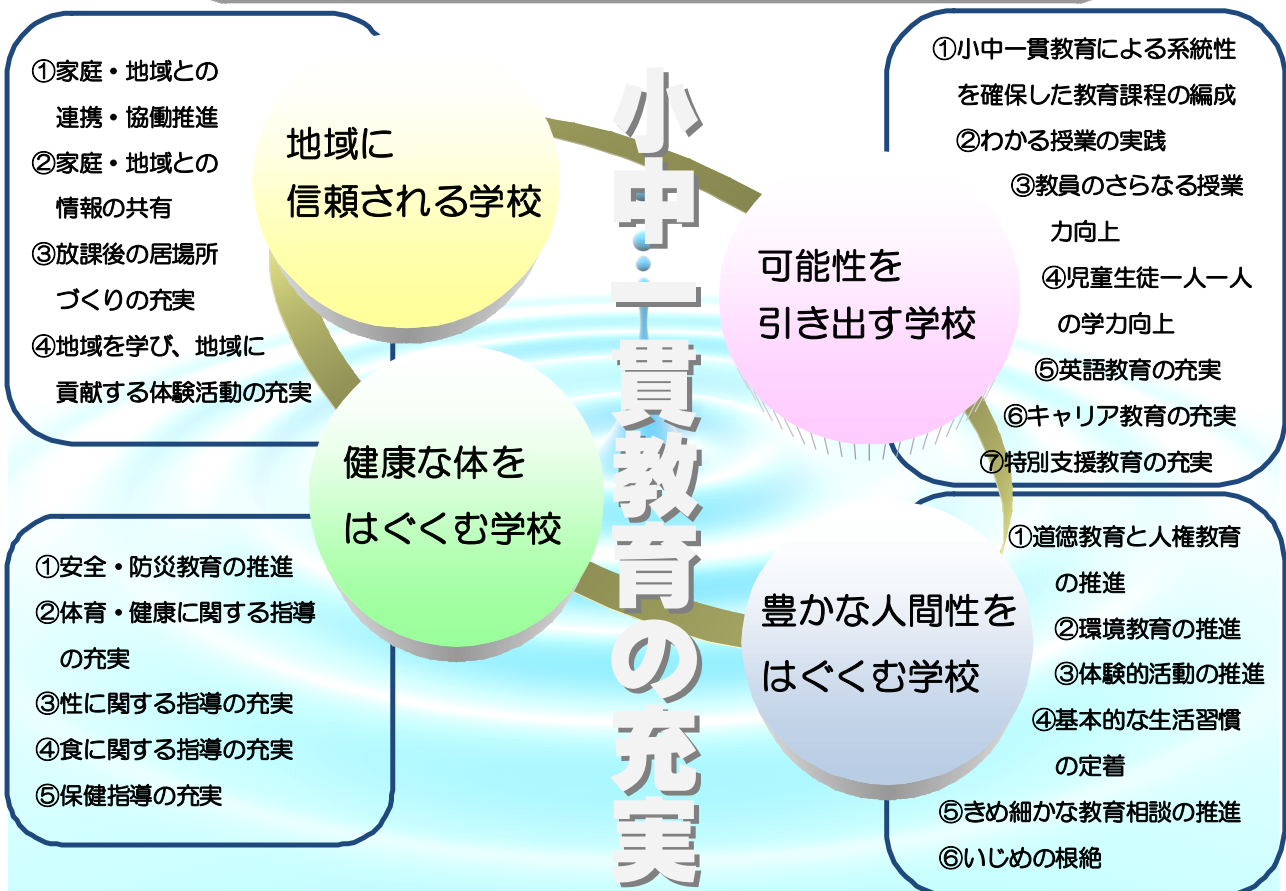 ①家庭・地域との
連携・協働推進
②家庭・地域との
情報の共有
③放課後の居場所
づくりの充実
④地域を学び、地域に
貢献する体験活動の充実
地域に
信頼される学校
小中一貫教育の充実
①小中一貫教育による系統性
を確保した教育課程の編成
②わかる授業の実践
③教員のさらなる授業
力向上
④児童生徒一人一人
の学力向上
⑤英語教育の充実
⑥キャリア教育の充実
⑦特別支援教育の充実
可能性を
引き出す学校
健康な体を
はぐくむ学校
①安全・防災教育の推進
②体育・健康に関する指導
の充実
③性に関する指導の充実
④食に関する指導の充実
⑤保健指導の充実
豊かな人間性を
はぐくむ学校
①道徳教育と人権教育
の推進
②環境教育の推進
③体験的活動の推進
④基本的な生活習慣
の定着
⑤きめ細かな教育相談の推進
⑥いじめの根絶